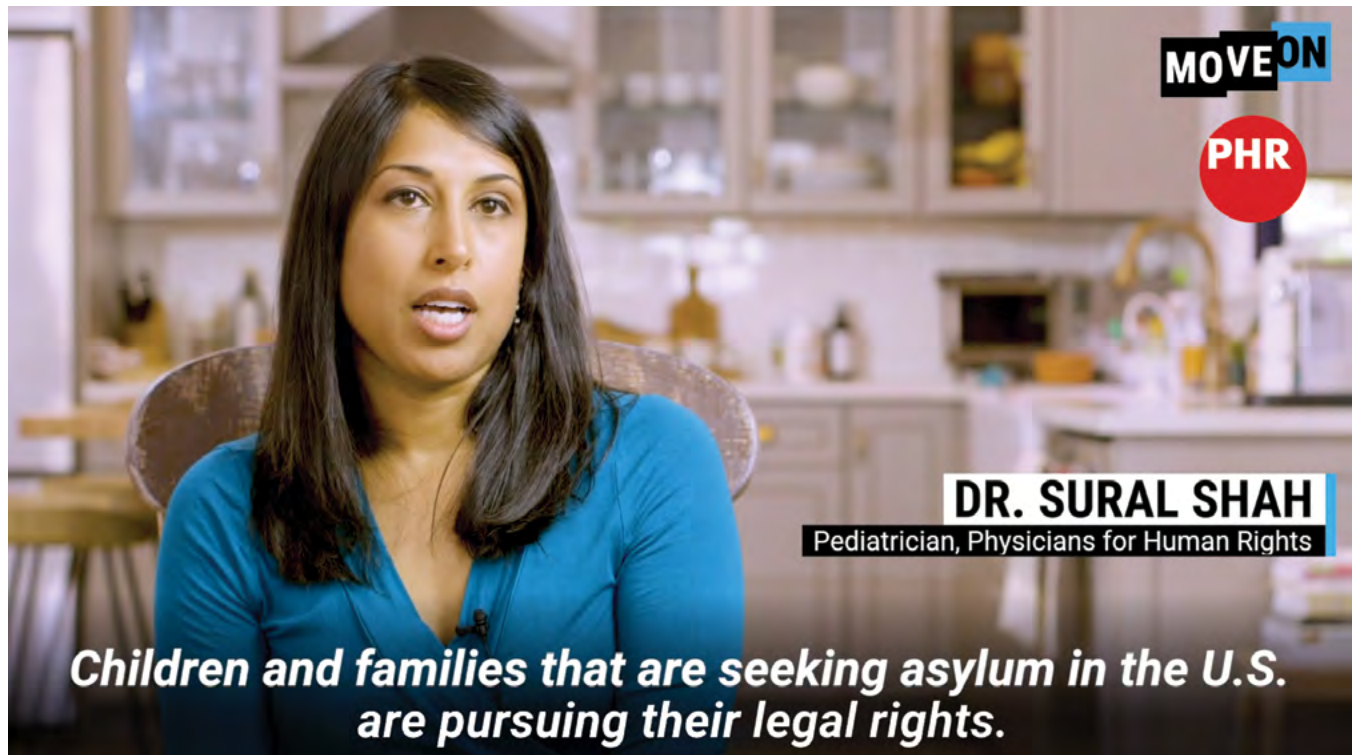 MOVEON
PHR
DR. SURAL SHAH
Pediatrician, Physicians for Human Rights
Children and families that are seeking asylum in the U.S.
are pursuing their legal rights.